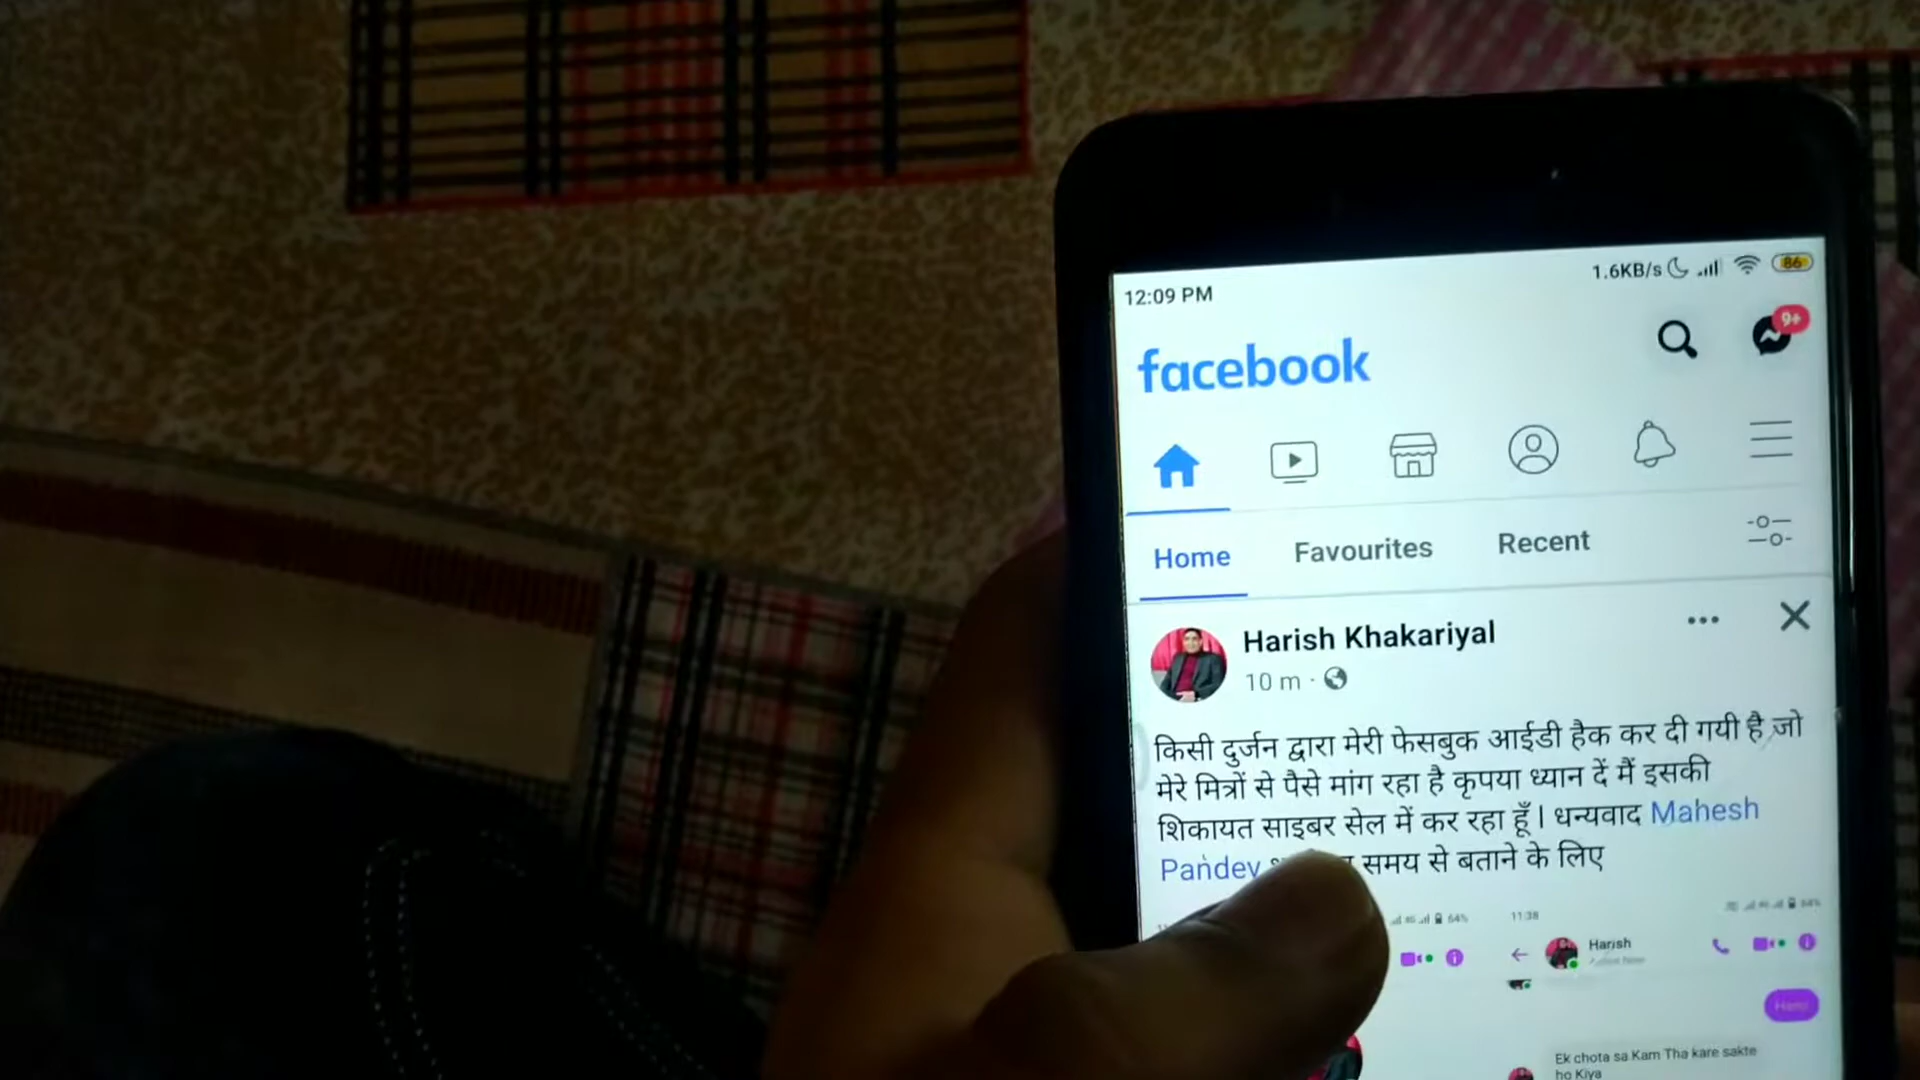 1.6KB/s 86
12:09 PM
9+
facebook
Home Favourites Recent
Harish Khakariyal
10 m ·
किसी दुर्जन द्वारा मेरी फेसबुक आईडी हैक कर दी गयी है जो
मेरे मित्रों से पैसे मांग रहा है कृपया ध्यान दें मैं इसकी
शिकायत साइबर सेल में कर रहा हूँ। धन्यवाद Mahesh
Pandey समय से बताने के लिए
64% 11:38 64%
Harish
Ek chota sa Kam Tha kare sakte
ho Kiya